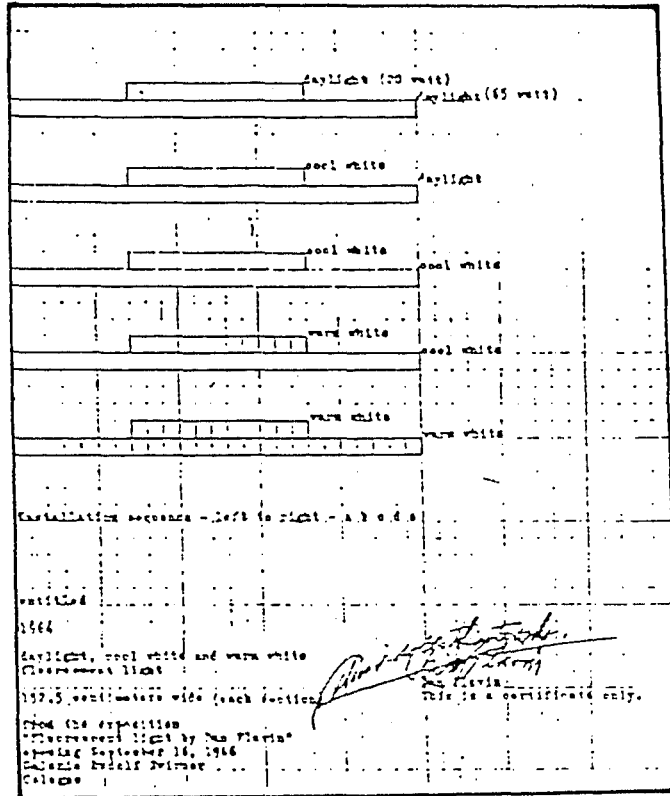 daylight (20 watt)
daylight (65 watt)
cool white
daylight
cool white
cool white
warm white
cool white
warm white
warm white
Installation sequence - left to right - a b c d e
untitled
1966
daylight, cool white and warm white
fluorescent light
157.5 centimeters wide (each section
Dan Flavin
This is a certificate only.
from the exposition
"fluorescent light by Dan Flavin"
opening September 16, 1966
Galerie Rudolf Zwirner
Cologne